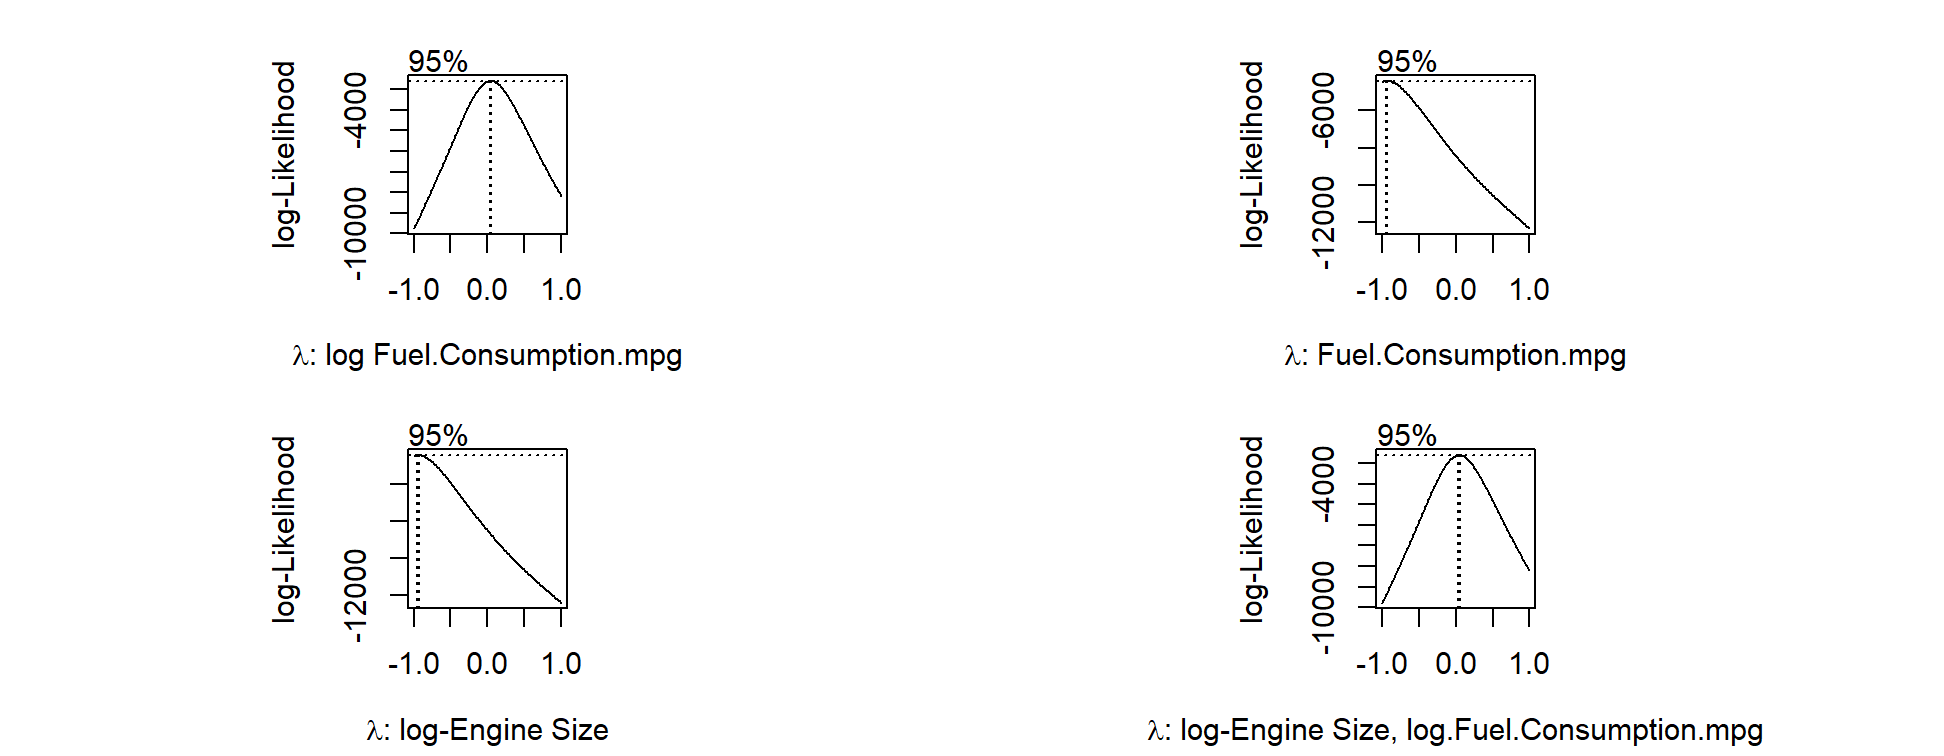 95%
log-Likelihood
-4000
-10000
-1.0 0.0 1.0
λ: log Fuel.Consumption.mpg
95%
log-Likelihood
-6000
-12000
-1.0 0.0 1.0
λ: Fuel.Consumption.mpg
95%
log-Likelihood
-12000
-1.0 0.0 1.0
λ: log-Engine Size
95%
log-Likelihood
-4000
-10000
-1.0 0.0 1.0
λ: log-Engine Size, log.Fuel.Consumption.mpg